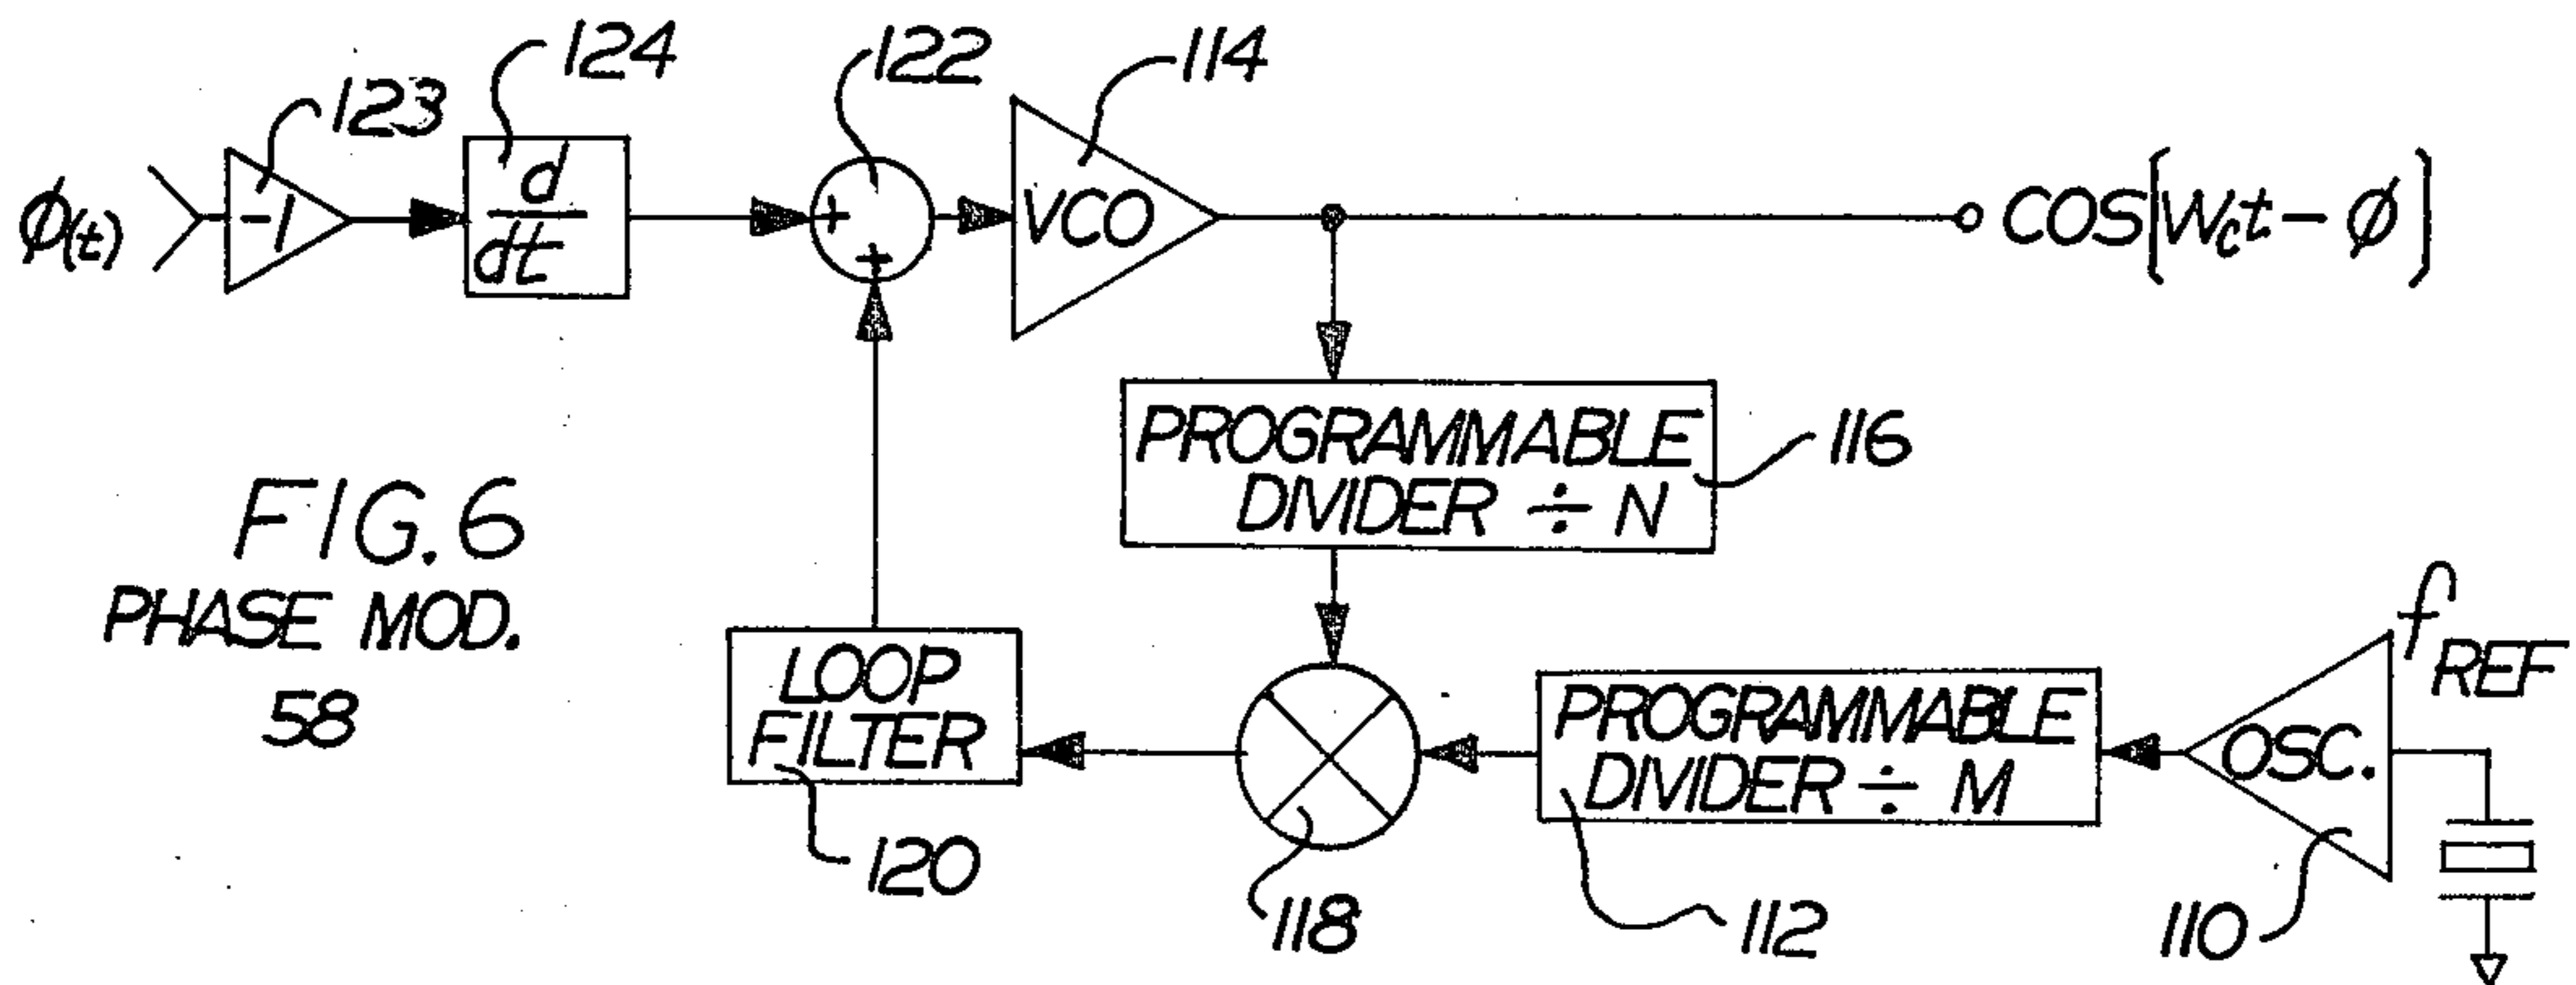 124
122
114
123
ϕ(t)
-1
d
dt
+
+
VCO
COS[Wct - ϕ]
PROGRAMMABLE
DIVIDER ÷ N
116
FIG. 6
PHASE MOD.
58
LOOP
FILTER
120
118
PROGRAMMABLE
DIVIDER ÷ M
112
OSC.
110
f REF